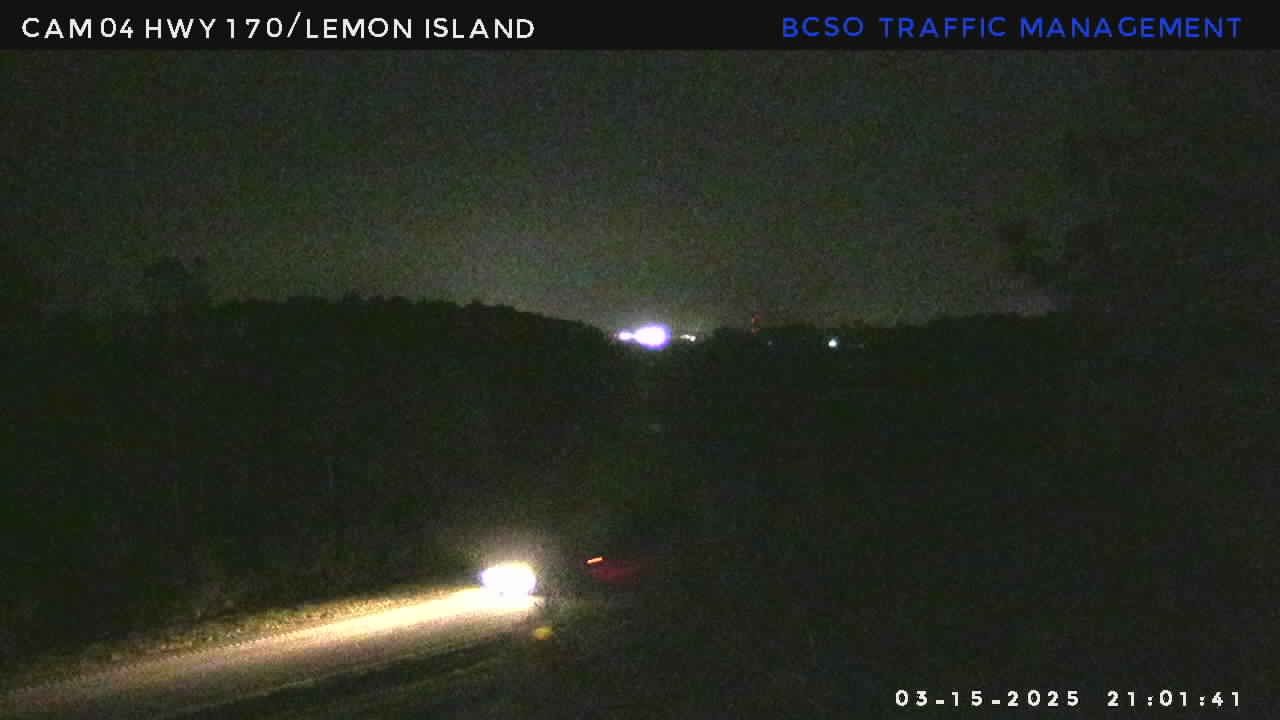 CAM04 HWY 170/LEMON ISLAND
BCSO TRAFFIC MANAGEMENT
03-15-2025 21:01:41